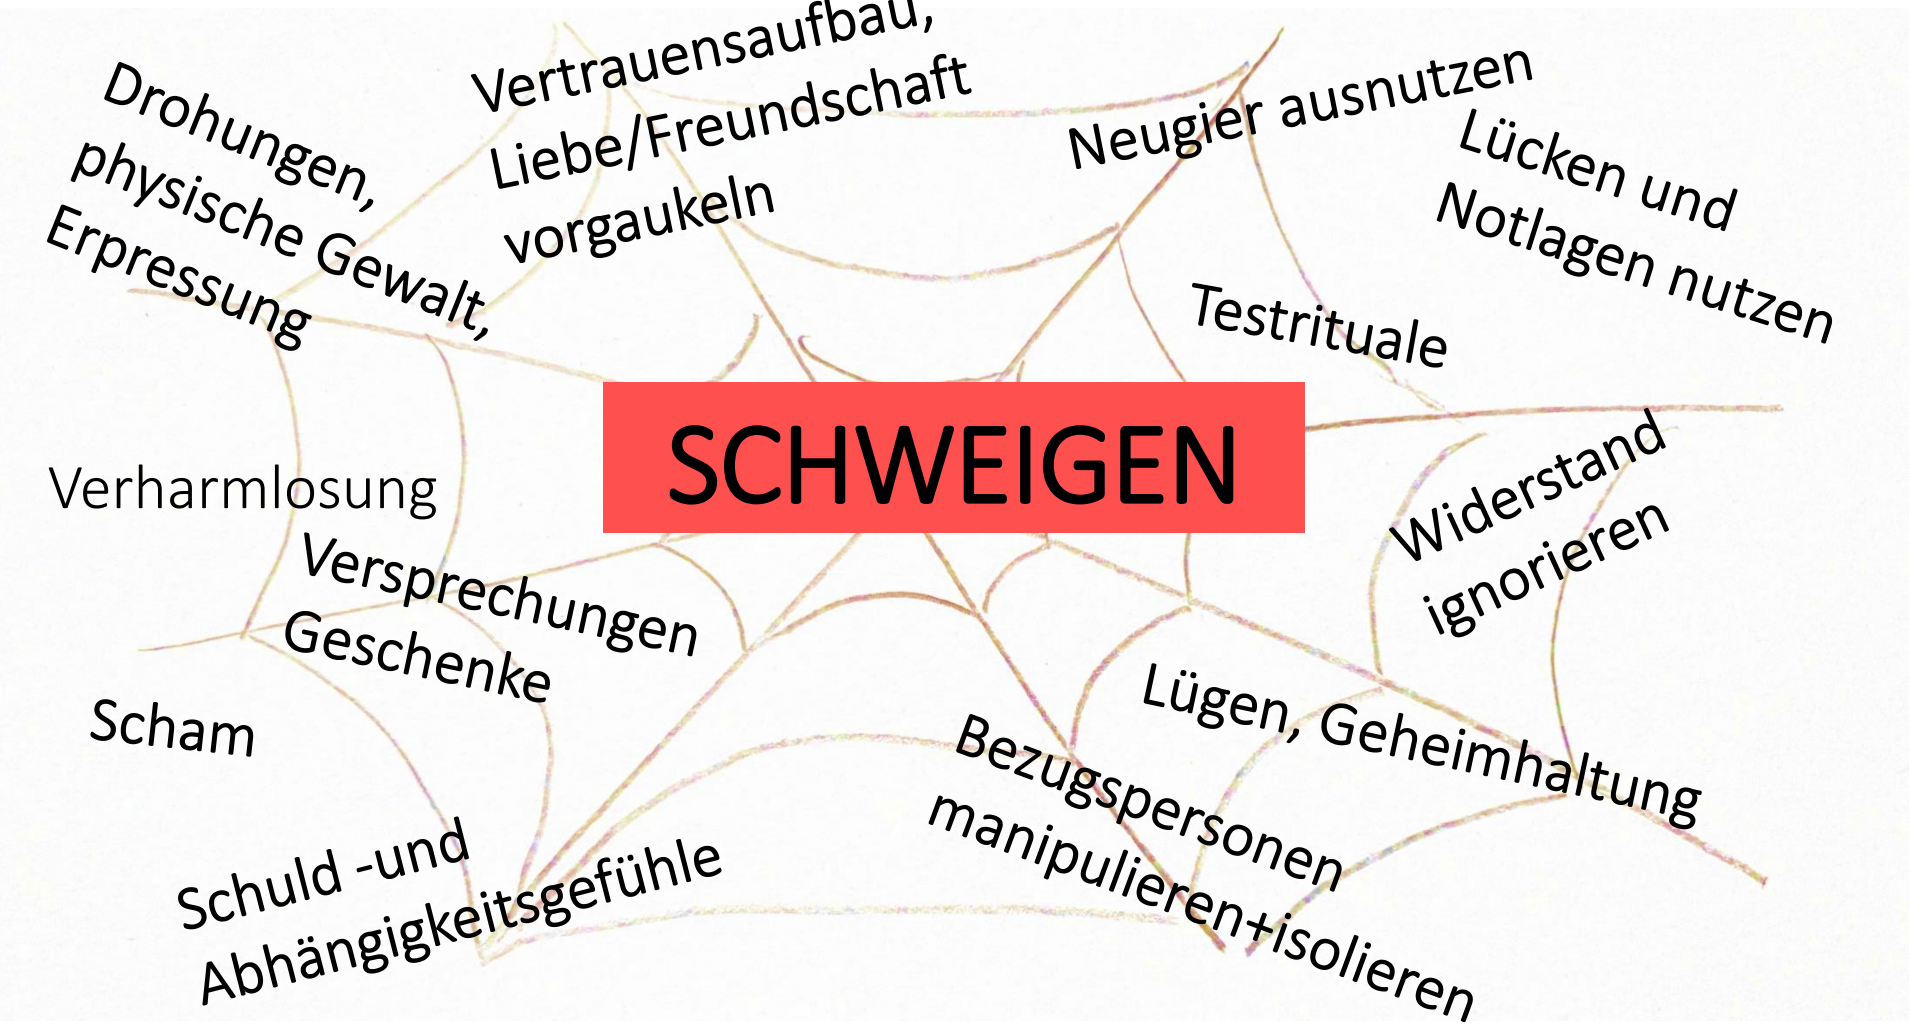 Drohungen,
physische Gewalt,
Erpressung
Vertrauensaufbau,
Liebe/Freundschaft
vorgaukeln
Neugier ausnutzen
Lücken und
Notlagen nutzen
Testrituale
SCHWEIGEN
Verharmlosung
Widerstand
ignorieren
Versprechungen
Geschenke
Scham
Lügen, Geheimhaltung
Bezugspersonen
manipulieren+isolieren
Schuld -und
Abhängigkeitsgefühle